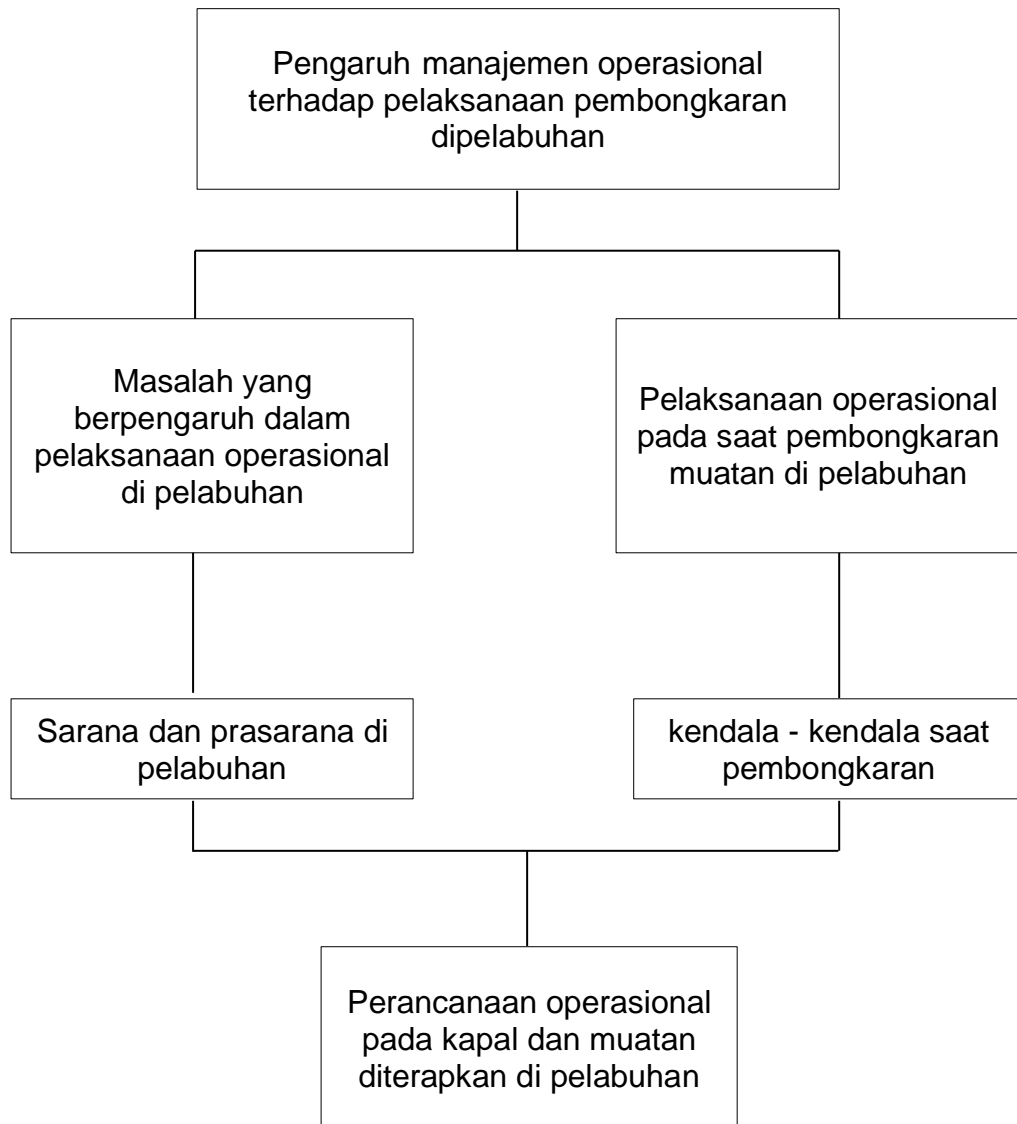 Pengaruh manajemen operasional
terhadap pelaksanaan pembongkaran
dipelabuhan
Masalah yang
berpengaruh dalam
pelaksanaan operasional
di pelabuhan
Pelaksanaan operasional
pada saat pembongkaran
muatan di pelabuhan
Sarana dan prasarana di
pelabuhan
kendala - kendala saat
pembongkaran
Perancanaan operasional
pada kapal dan muatan
diterapkan di pelabuhan